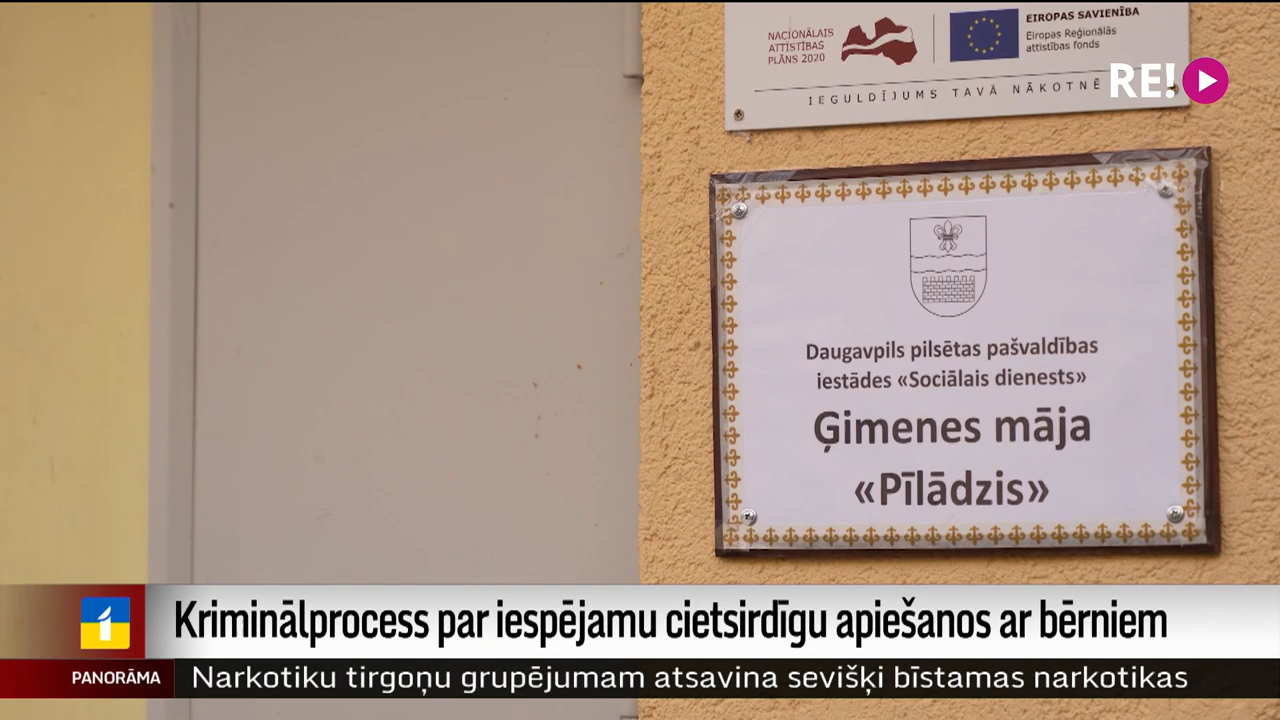 NACIONĀLAIS
ATTĪSTĪBAS
PLĀNS 2020
EIROPAS SAVIENĪBA
Eiropas Reģionālās
attīstības fonds
IEGULDĪJUMS TAVĀ NĀKOTNĒ
RE!
Daugavpils pilsētas pašvaldības
iestādes «Sociālais dienests»
Ģimenes māja
«Pīlādzis»
1
Kriminālprocess par iespējamu cietsirdīgu apiešanos ar bērniem
PANORĀMA
Narkotiku tirgoņu grupējumam atsavina sevišķi bīstamas narkotikas